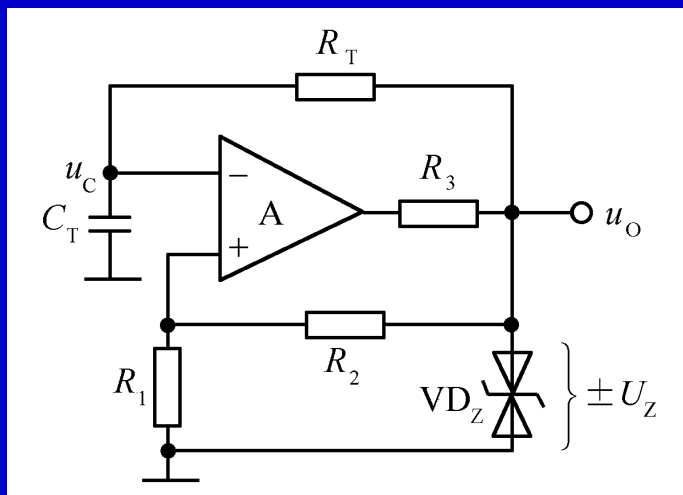 R_T
u_C
C_T
−
A
+
R_3
u_O
R_2
R_1
VD_Z
± U_Z